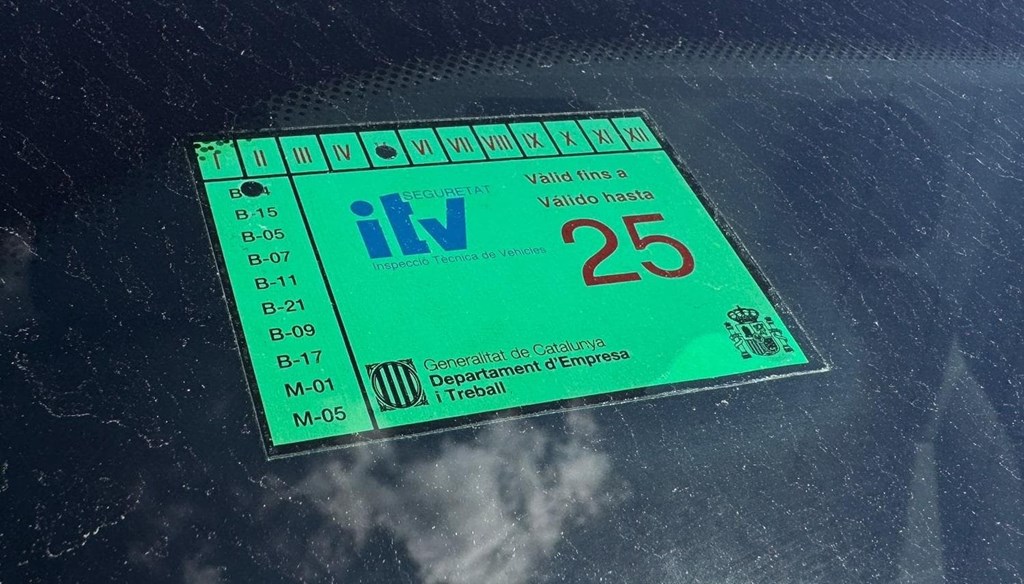 I II III IV VI VII VIII IX X XI XII
B-15
B-05
B-07
B-11
B-21
B-09
B-17
M-01
M-05
SEGURETAT
itv
Inspecció Tècnica de Vehicles
Vàlid fins a
Válido hasta
25
Generalitat de Catalunya
Departament d'Empresa
i Treball